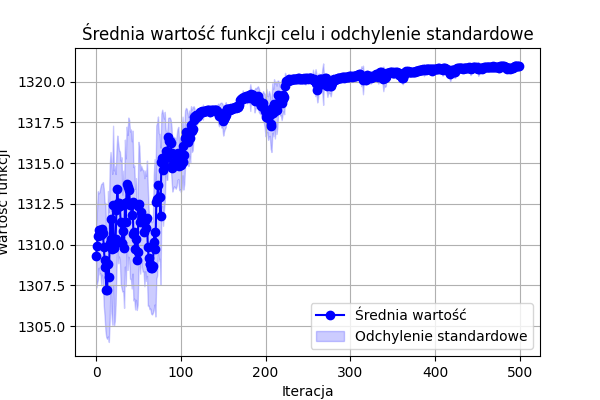 Średnia wartość funkcji celu i odchylenie standardowe
1320.0
1317.5
1315.0
1312.5
1310.0
1307.5
1305.0
Wartość funkcji
Średnia wartość
Odchylenie standardowe
0 100 200 300 400 500
Iteracja